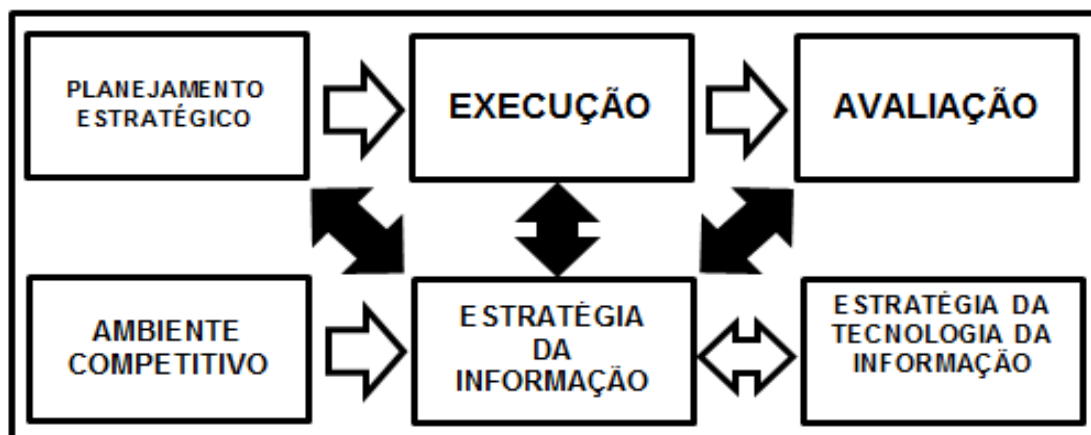 PLANEJAMENTO
ESTRATÉGICO
EXECUÇÃO
AVALIAÇÃO
AMBIENTE
COMPETITIVO
ESTRATÉGIA
DA
INFORMAÇÃO
ESTRATÉGIA DA
TECNOLOGIA DA
INFORMAÇÃO